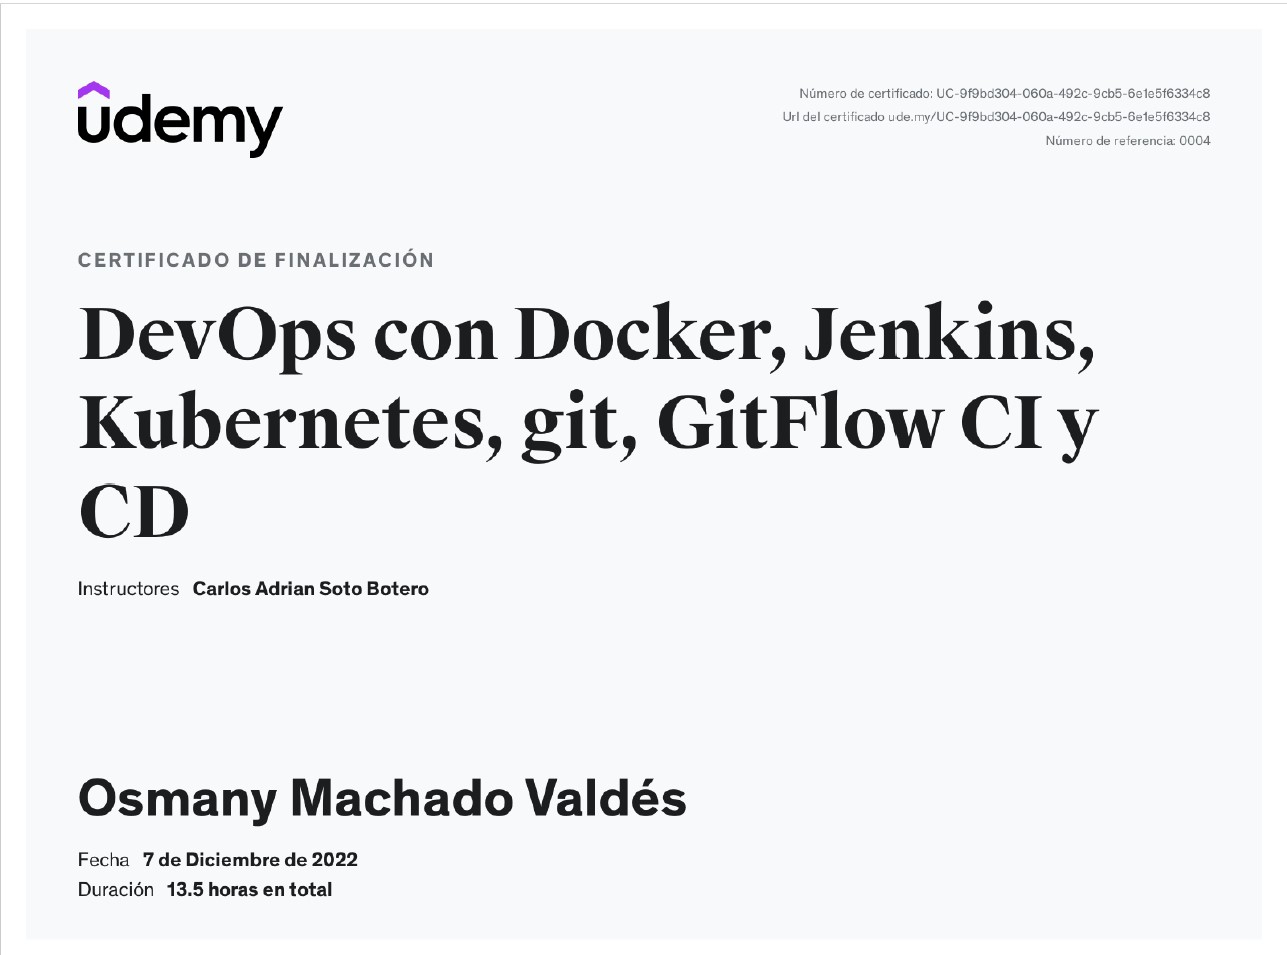 udemy
Número de certificado: UC-9f9bd304-060a-492c-9cb5-6e1e5f6334c8
Url del certificado ude.my/UC-9f9bd304-060a-492c-9cb5-6e1e5f6334c8
Número de referencia: 0004
CERTIFICADO DE FINALIZACIÓN
DevOps con Docker, Jenkins,
Kubernetes, git, GitFlow CI y
CD
Instructores Carlos Adrian Soto Botero
Osmany Machado Valdés
Fecha 7 de Diciembre de 2022
Duración 13.5 horas en total